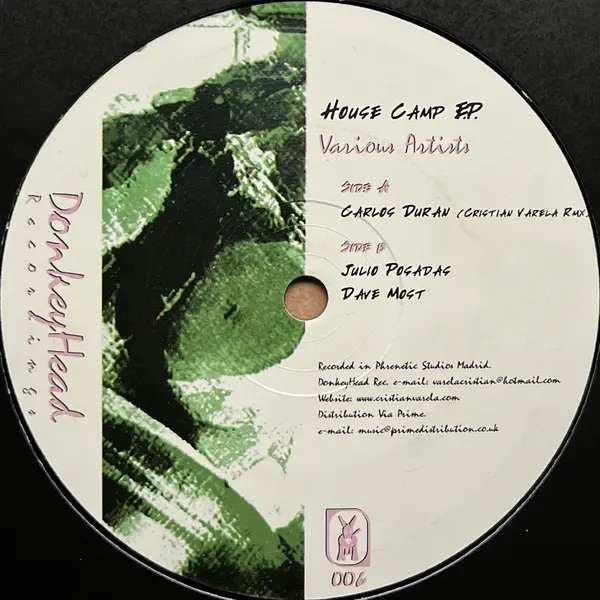 DonkeyHead
Recordings
HOUSE CAMP EP.
Various Artists
SIDE A
CARLOS DURAN (CRISTIAN VARELA RMX)
SIDE B
JULIO POSADAS
DAVE MOST
Recorded in Phrenetic Studios Madrid.
DonkeyHead Rec. e-mail: varelacristian@hotmail.com
Website: www.cristianvarela.com
Distribution Via Prime.
e-mail: music@primedistribution.co.uk
006